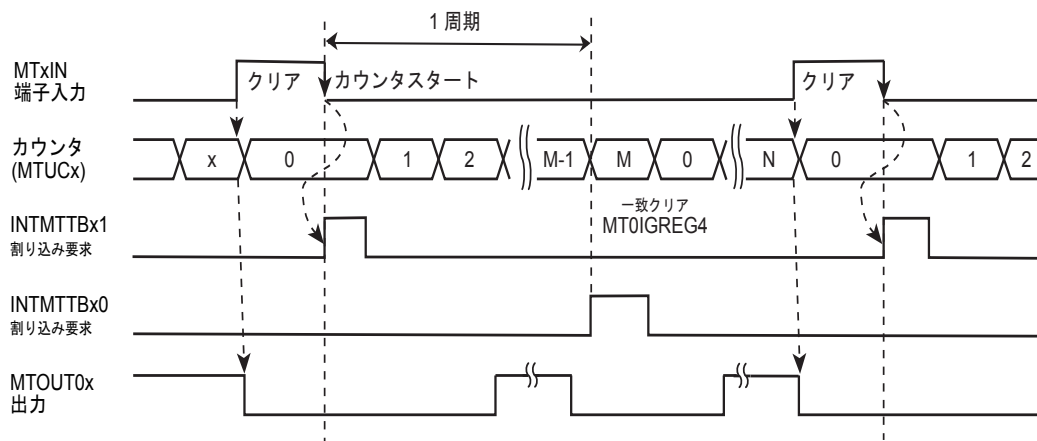 1 周期
MTxIN
端子入力
クリア
カウンタスタート
クリア
カウンタ
(MTUCx)
x
0
1
2
M-1
M
0
N
0
1
2
一致クリア
MT0IGREG4
INTMTTBx1
割り込み要求
INTMTTBx0
割り込み要求
MTOUT0x
出力